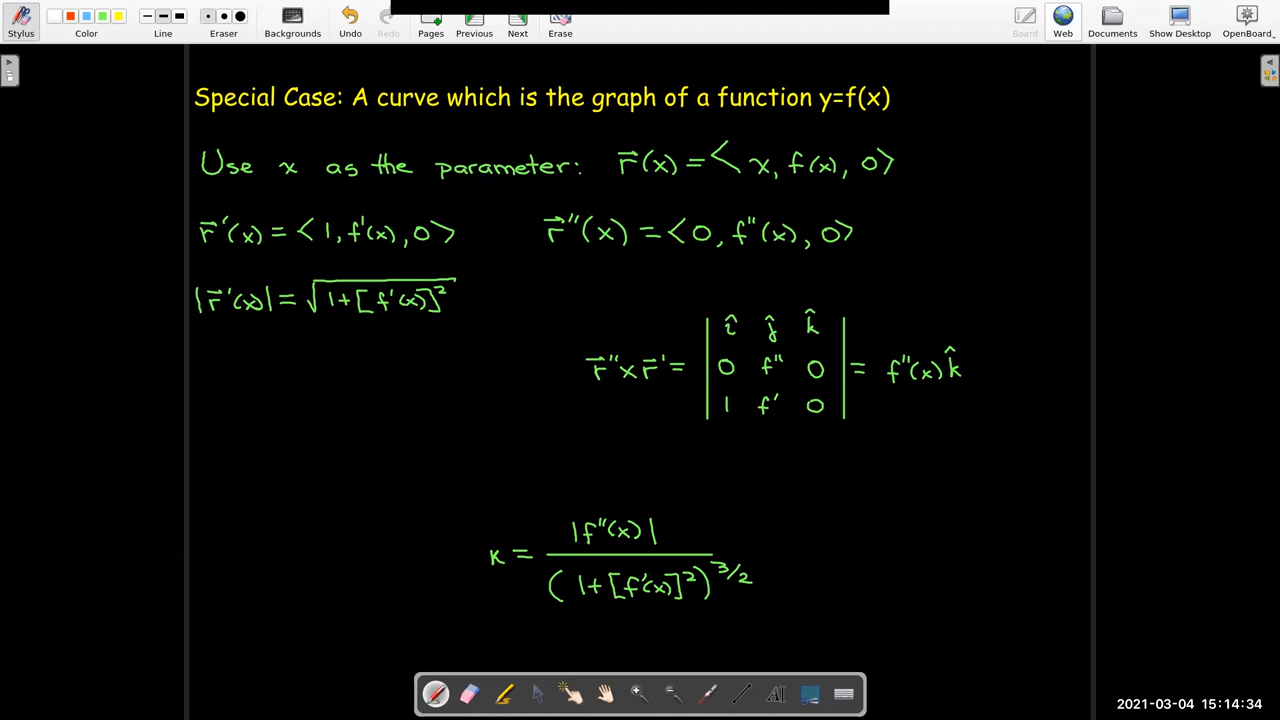 Stylus Color Line Eraser Backgrounds Undo Redo Pages Previous Next Erase Board Web Documents Show Desktop OpenBoard
Special Case: A curve which is the graph of a function y=f(x)
Use x as the parameter: r⃗(x) = < x, f(x), 0>
r⃗'(x) = <1, f'(x), 0> r⃗''(x) = <0, f''(x), 0>
|r⃗'(x)| = √(1+[f'(x)]²)
î ĵ k̂
r⃗'' x r⃗' = | 0 f'' 0 | = f''(x) k̂
1 f' 0
|f''(x)|
κ = ─────────
(1+[f'(x)]²)^3/2
AI
2021-03-04 15:14:34